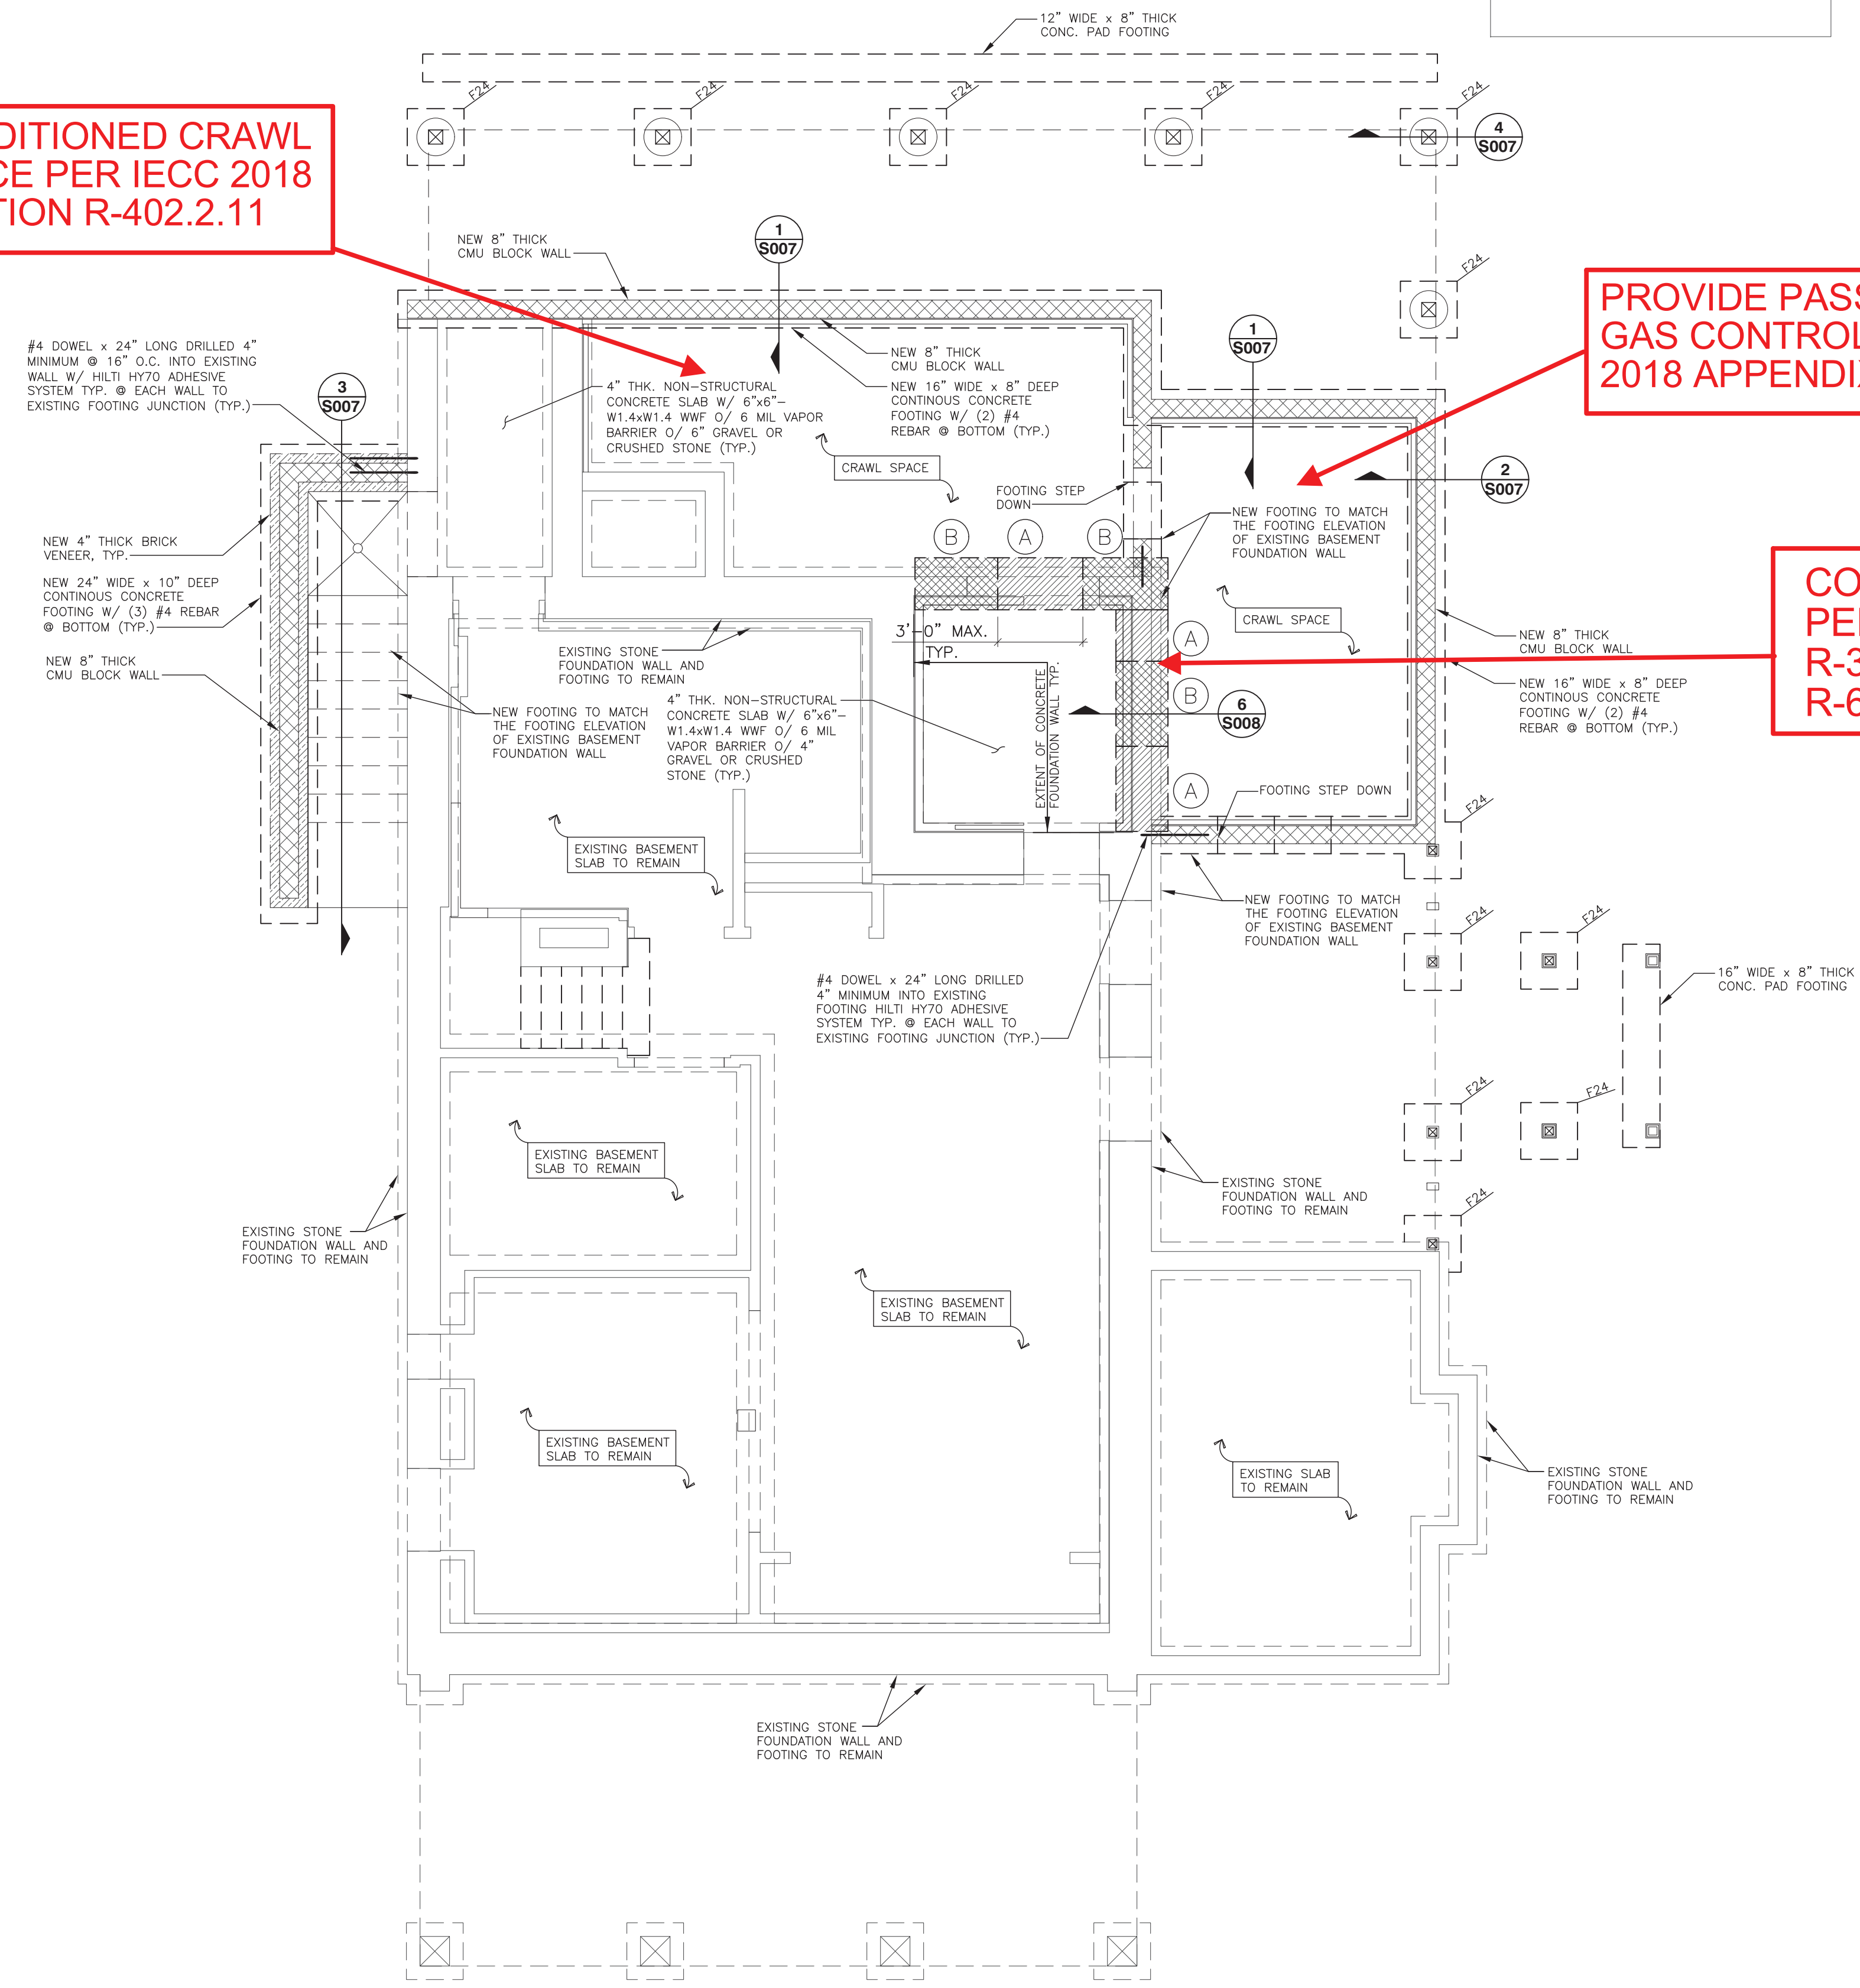 12" WIDE x 8" THICK
CONC. PAD FOOTING
F24
F24
F24
F24
F24
4
S007
DITIONED CRAWL
CE PER IECC 2018
TION R-402.2.11
NEW 8" THICK
CMU BLOCK WALL
1
S007
F24
PROVIDE PASS
GAS CONTROL
2018 APPENDIX
#4 DOWEL x 24" LONG DRILLED 4"
MINIMUM @ 16" O.C. INTO EXISTING
WALL W/ HILTI HY70 ADHESIVE
SYSTEM TYP. @ EACH WALL TO
EXISTING FOOTING JUNCTION (TYP.)
3
S007
4" THK. NON-STRUCTURAL
CONCRETE SLAB W/ 6"x6"-
W1.4xW1.4 WWF O/ 6 MIL VAPOR
BARRIER O/ 6" GRAVEL OR
CRUSHED STONE (TYP.)
NEW 8" THICK
CMU BLOCK WALL
NEW 16" WIDE x 8" DEEP
CONTINOUS CONCRETE
FOOTING W/ (2) #4
REBAR @ BOTTOM (TYP.)
1
S007
CRAWL SPACE
2
S007
FOOTING STEP
DOWN
NEW FOOTING TO MATCH
THE FOOTING ELEVATION
OF EXISTING BASEMENT
FOUNDATION WALL
B
A
B
NEW 4" THICK BRICK
VENEER, TYP.
NEW 24" WIDE x 10" DEEP
CONTINOUS CONCRETE
FOOTING W/ (3) #4 REBAR
@ BOTTOM (TYP.)
NEW 8" THICK
CMU BLOCK WALL
CO
PE
R-3
R-6
CRAWL SPACE
3'-0" MAX.
TYP.
A
NEW 8" THICK
CMU BLOCK WALL
NEW 16" WIDE x 8" DEEP
CONTINOUS CONCRETE
FOOTING W/ (2) #4
REBAR @ BOTTOM (TYP.)
EXISTING STONE
FOUNDATION WALL AND
FOOTING TO REMAIN
4" THK. NON-STRUCTURAL
CONCRETE SLAB W/ 6"x6"-
W1.4xW1.4 WWF O/ 6 MIL
VAPOR BARRIER O/ 4"
GRAVEL OR CRUSHED
STONE (TYP.)
EXTENT OF CONCRETE
FOUNDATION WALL TYP.
B
6
S008
NEW FOOTING TO MATCH
THE FOOTING ELEVATION
OF EXISTING BASEMENT
FOUNDATION WALL
A
FOOTING STEP DOWN
F24
EXISTING BASEMENT
SLAB TO REMAIN
NEW FOOTING TO MATCH
THE FOOTING ELEVATION
OF EXISTING BASEMENT
FOUNDATION WALL
F24
F24
#4 DOWEL x 24" LONG DRILLED
4" MINIMUM INTO EXISTING
FOOTING HILTI HY70 ADHESIVE
SYSTEM TYP. @ EACH WALL TO
EXISTING FOOTING JUNCTION (TYP.)
16" WIDE x 8" THICK
CONC. PAD FOOTING
F24
F24
EXISTING BASEMENT
SLAB TO REMAIN
EXISTING STONE
FOUNDATION WALL AND
FOOTING TO REMAIN
F24
EXISTING STONE
FOUNDATION WALL AND
FOOTING TO REMAIN
EXISTING BASEMENT
SLAB TO REMAIN
EXISTING BASEMENT
SLAB TO REMAIN
EXISTING SLAB
TO REMAIN
EXISTING STONE
FOUNDATION WALL AND
FOOTING TO REMAIN
EXISTING STONE
FOUNDATION WALL AND
FOOTING TO REMAIN